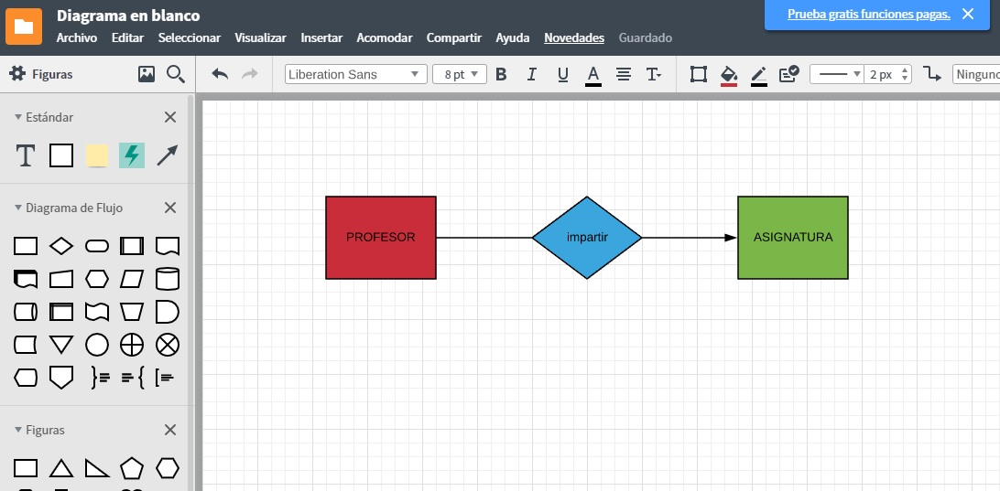 Diagrama en blanco
Prueba gratis funciones pagas.
Archivo Editar Seleccionar Visualizar Insertar Acomodar Compartir Ayuda Novedades Guardado
Figuras Liberation Sans 8 pt B I U A T 2 px Ninguno
Estándar
T
Diagrama de Flujo
PROFESOR impartir ASIGNATURA
Figuras